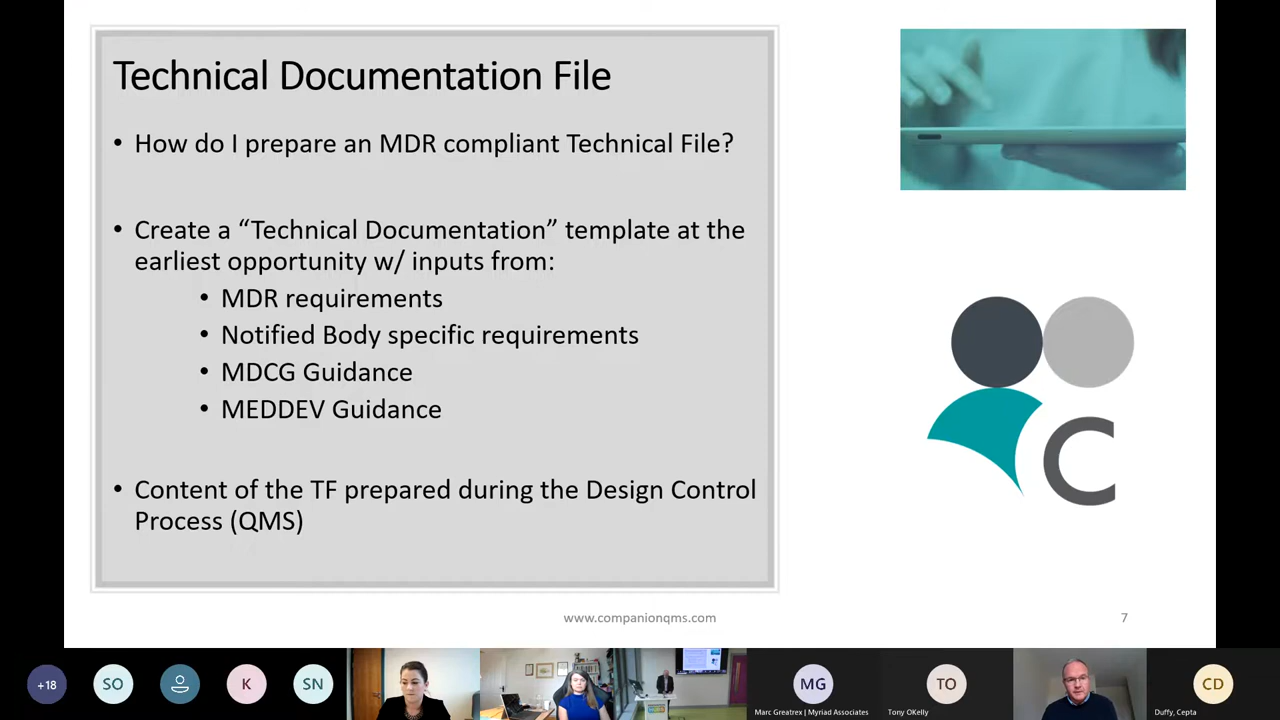 Technical Documentation File
• How do I prepare an MDR compliant Technical File?
• Create a “Technical Documentation” template at the
earliest opportunity w/ inputs from:
• MDR requirements
• Notified Body specific requirements
• MDCG Guidance
• MEDDEV Guidance
• Content of the TF prepared during the Design Control
Process (QMS)
C
www.companionqms.com
7
+18
SO
K
SN
MG
TO
CD
Marc Greatrex | Myriad Associates
Tony OKelly
Duffy, Cepta